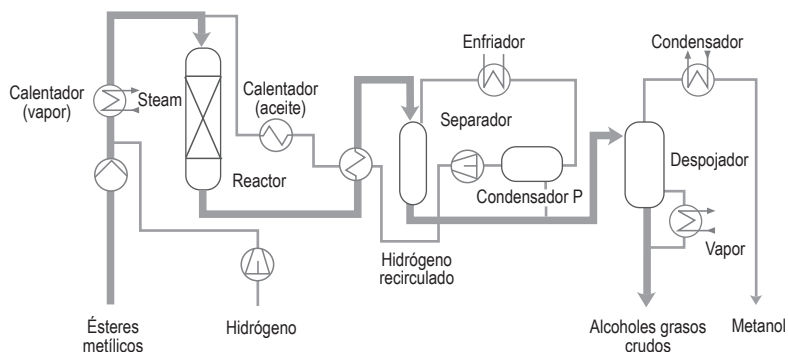 Calentador
(vapor)
Steam
Reactor
Calentador
(aceite)
Enfriador
Separador
Condensador P
Hidrógeno
recirculado
Condensador
Despojador
Vapor
Ésteres
metílicos
Hidrógeno
Alcoholes grasos
crudos
Metanol